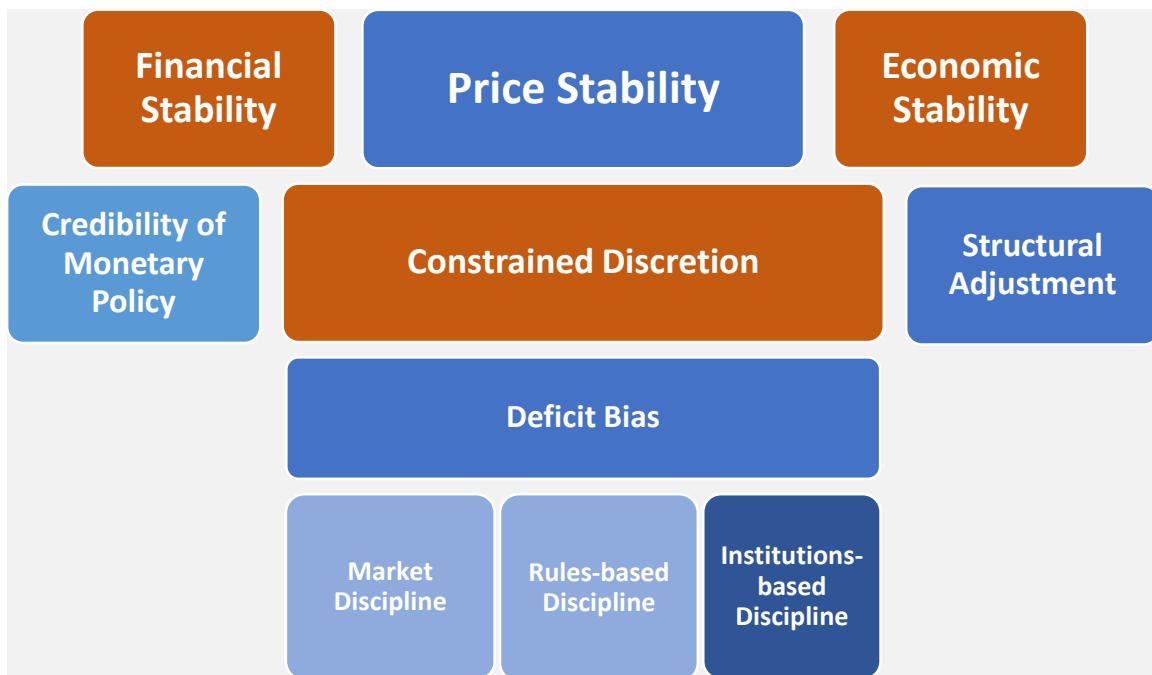 Financial
Stability
Price Stability
Economic
Stability
Credibility of
Monetary
Policy
Constrained Discretion
Structural
Adjustment
Deficit Bias
Market
Discipline
Rules-based
Discipline
Institutions-
based
Discipline